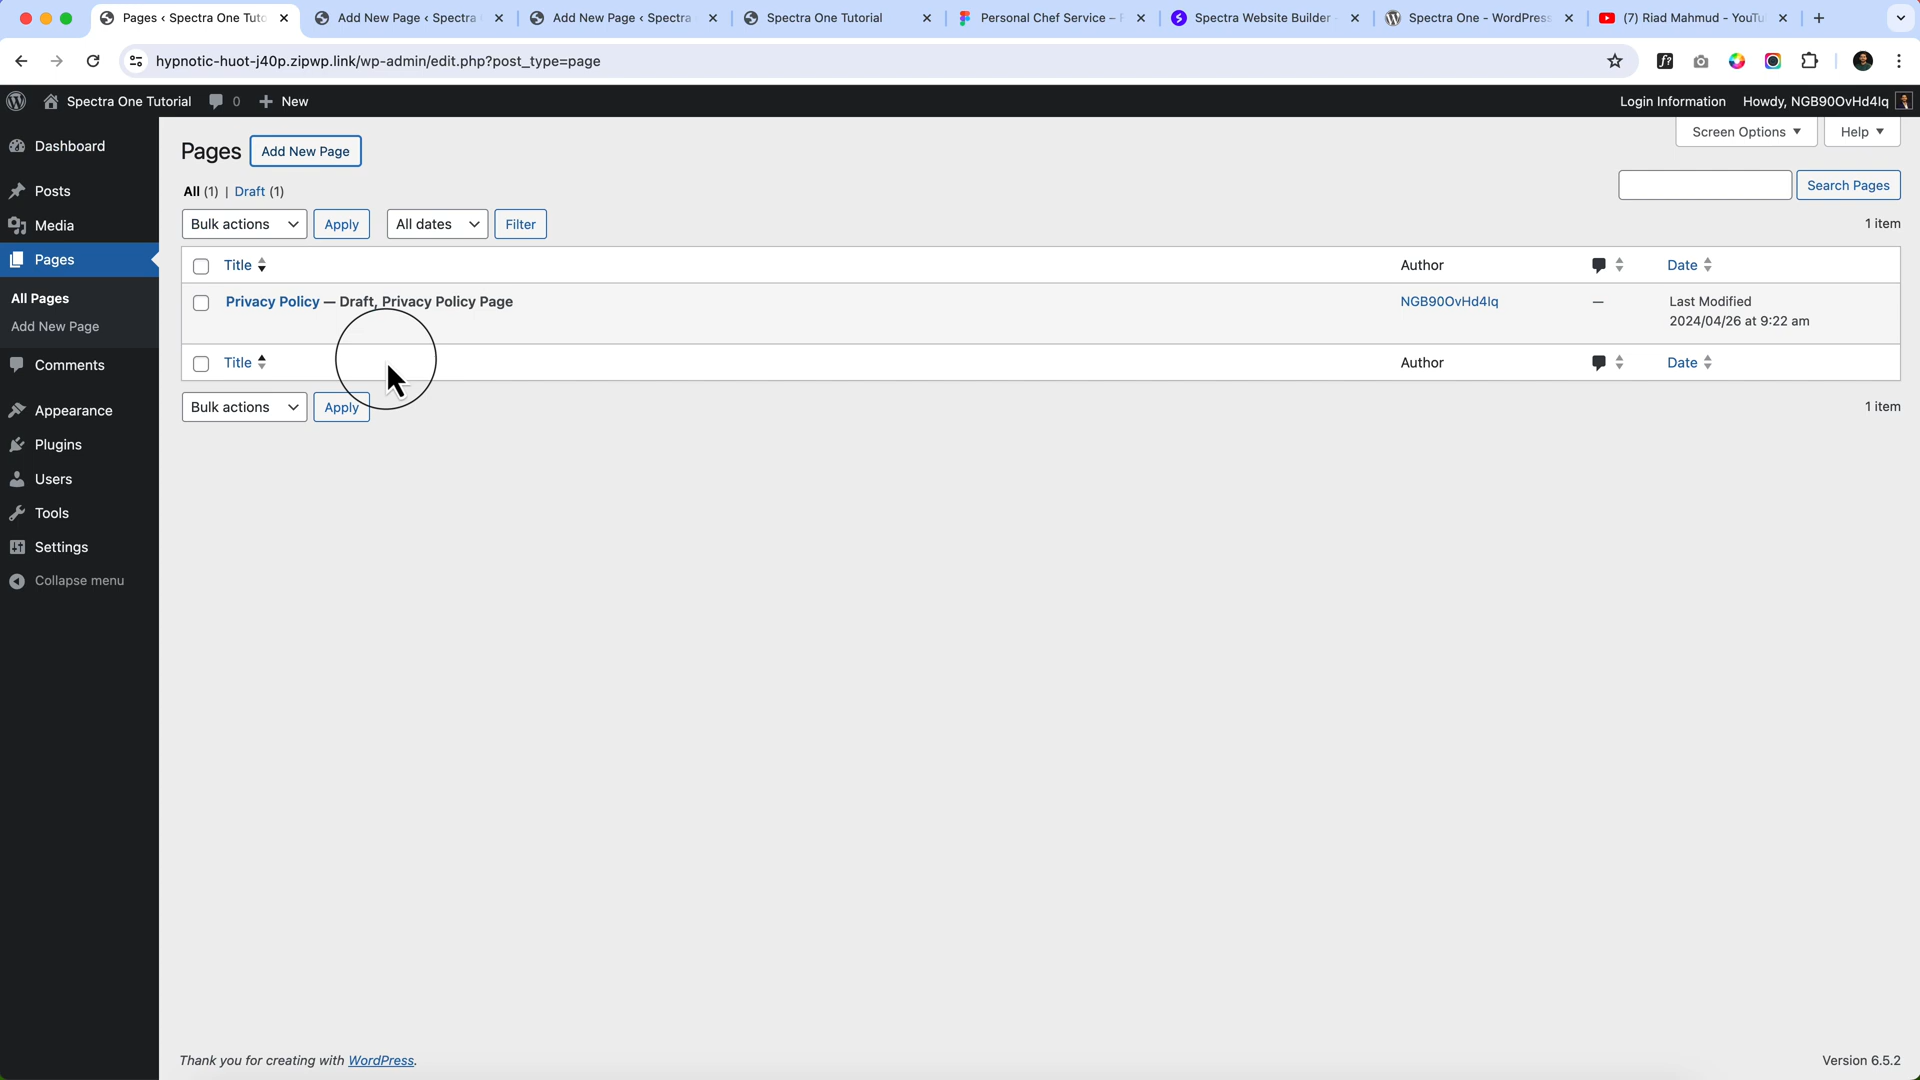 Pages ‹ Spectra One Tuto
Add New Page ‹ Spectra
Add New Page ‹ Spectra
Spectra One Tutorial
Personal Chef Service –
Spectra Website Builder
Spectra One - WordPress
(7) Riad Mahmud - YouTu
hypnotic-huot-j40p.zipwp.link/wp-admin/edit.php?post_type=page
Spectra One Tutorial 0 + New
Login Information Howdy, NGB90OvHd4Iq
Dashboard
Posts
Media
Pages
All Pages
Add New Page
Comments
Appearance
Plugins
Users
Tools
Settings
Collapse menu
Screen Options Help
Pages Add New Page
All (1) | Draft (1)
Search Pages
Bulk actions Apply All dates Filter
1 item
Title Author Date
Privacy Policy — Draft, Privacy Policy Page NGB90OvHd4Iq — Last Modified
2024/04/26 at 9:22 am
Title Author Date
Bulk actions Apply
1 item
Thank you for creating with WordPress.
Version 6.5.2